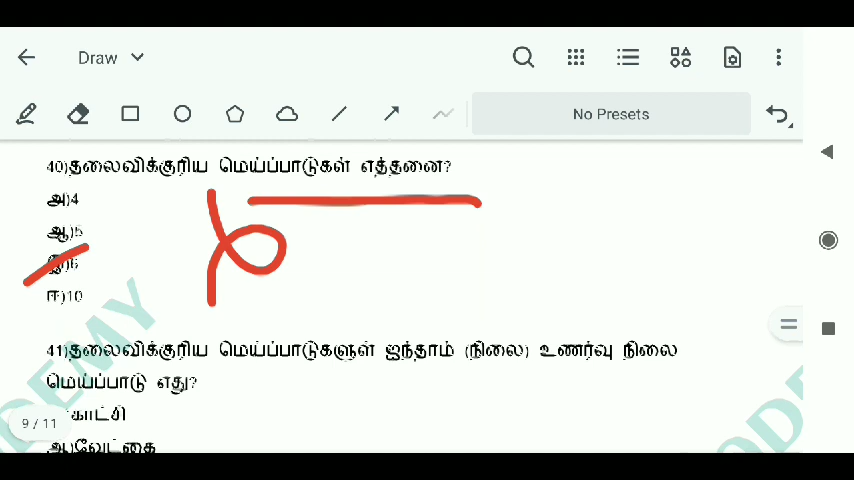 Draw
No Presets
40)தலைவிக்குரிய மெய்ப்பாடுகள் எத்தனை?
அ)4
ஆ)5
இ)6
ஈ)10
41)தலைவிக்குரிய மெய்ப்பாடுகளுள் ஐந்தாம் (நிலை) உணர்வு நிலை
மெய்ப்பாடு எது?
காட்சி
9 / 11
ஆ)வேட்கை